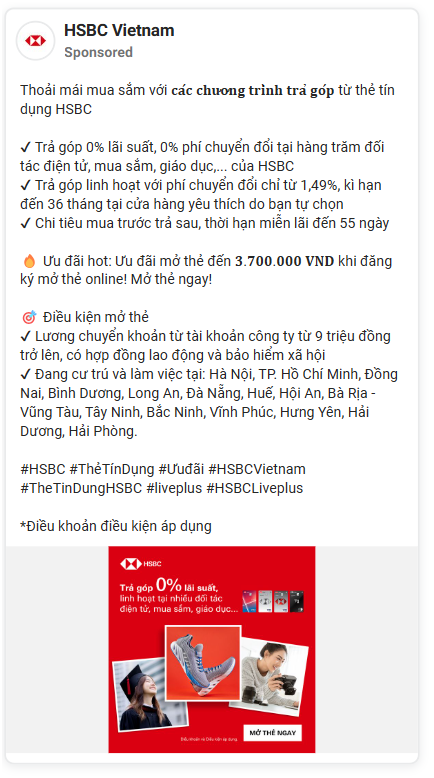 HSBC Vietnam
Sponsored
Thoải mái mua sắm với các chương trình trả góp từ thẻ tín
dụng HSBC
✓ Trả góp 0% lãi suất, 0% phí chuyển đổi tại hàng trăm đối
tác điện tử, mua sắm, giáo dục,... của HSBC
✓ Trả góp linh hoạt với phí chuyển đổi chỉ từ 1,49%, kì hạn
đến 36 tháng tại cửa hàng yêu thích do bạn tự chọn
✓ Chi tiêu mua trước trả sau, thời hạn miễn lãi đến 55 ngày
🔥 Ưu đãi hot: Ưu đãi mở thẻ đến 3.700.000 VND khi đăng
ký mở thẻ online! Mở thẻ ngay!
🎯 Điều kiện mở thẻ
✓ Lương chuyển khoản từ tài khoản công ty từ 9 triệu đồng
trở lên, có hợp đồng lao động và bảo hiểm xã hội
✓ Đang cư trú và làm việc tại: Hà Nội, TP. Hồ Chí Minh, Đồng
Nai, Bình Dương, Long An, Đà Nẵng, Huế, Hội An, Bà Rịa -
Vũng Tàu, Tây Ninh, Bắc Ninh, Vĩnh Phúc, Hưng Yên, Hải
Dương, Hải Phòng.
#HSBC #ThẻTínDụng #Ưuđãi #HSBCVietnam
#TheTinDungHSBC #liveplus #HSBCLiveplus
*Điều khoản điều kiện áp dụng
HSBC
Trả góp 0% lãi suất,
linh hoạt tại nhiều đối tác
điện tử, mua sắm, giáo dục...
MỞ THẺ NGAY
Điều khoản và Điều kiện áp dụng